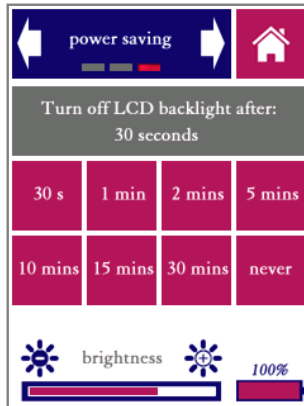 power saving
Turn off LCD backlight after:
30 seconds
30 s 1 min 2 mins 5 mins
10 mins 15 mins 30 mins never
brightness 100%